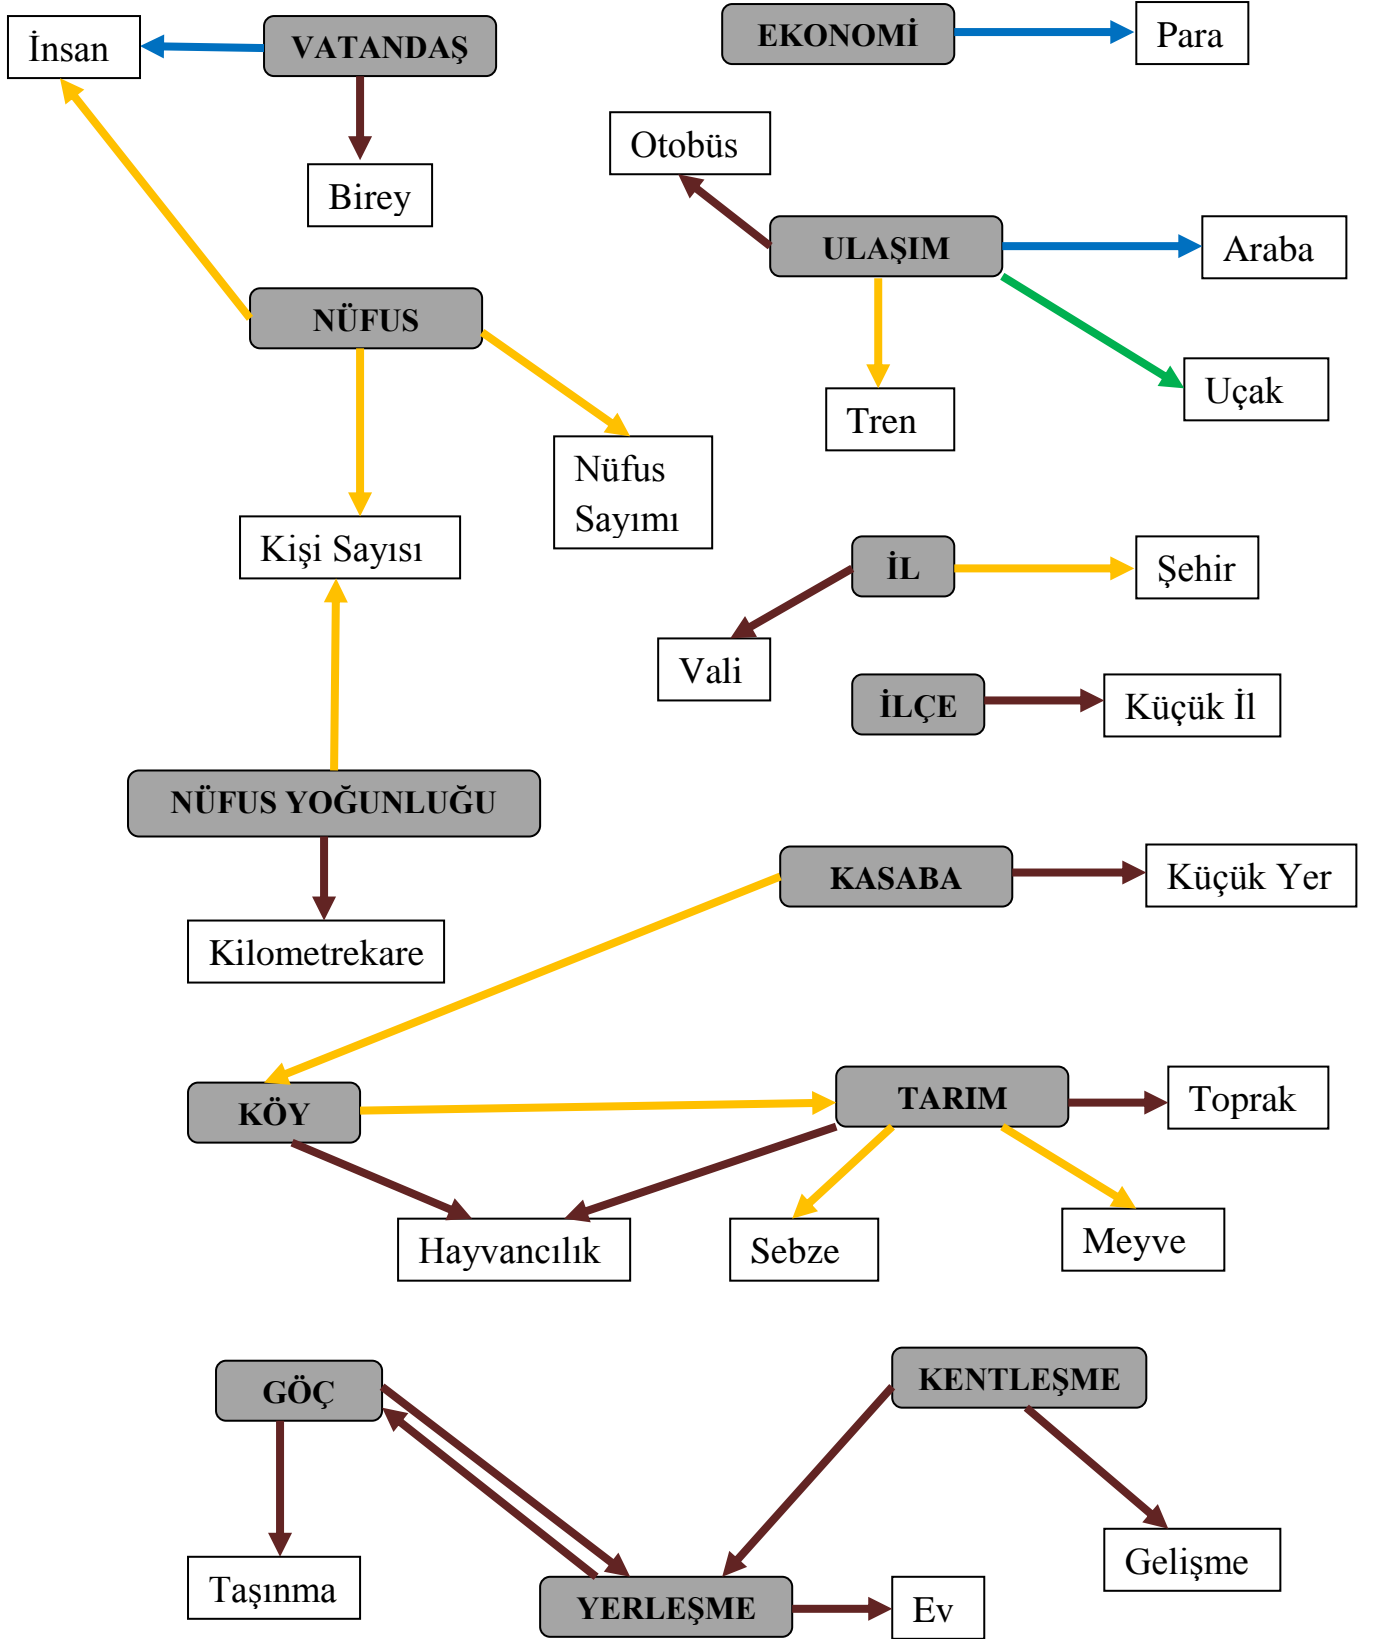 İnsan
VATANDAŞ
EKONOMİ
Para
Otobüs
Birey
ULAŞIM
Araba
NÜFUS
Uçak
Tren
Nüfus
Sayımı
Kişi Sayısı
İL
Şehir
Vali
İLÇE
Küçük İl
NÜFUS YOĞUNLUĞU
KASABA
Küçük Yer
Kilometrekare
KÖY
TARIM
Toprak
Hayvancılık
Sebze
Meyve
GÖÇ
KENTLEŞME
Gelişme
Taşınma
YERLEŞME
Ev